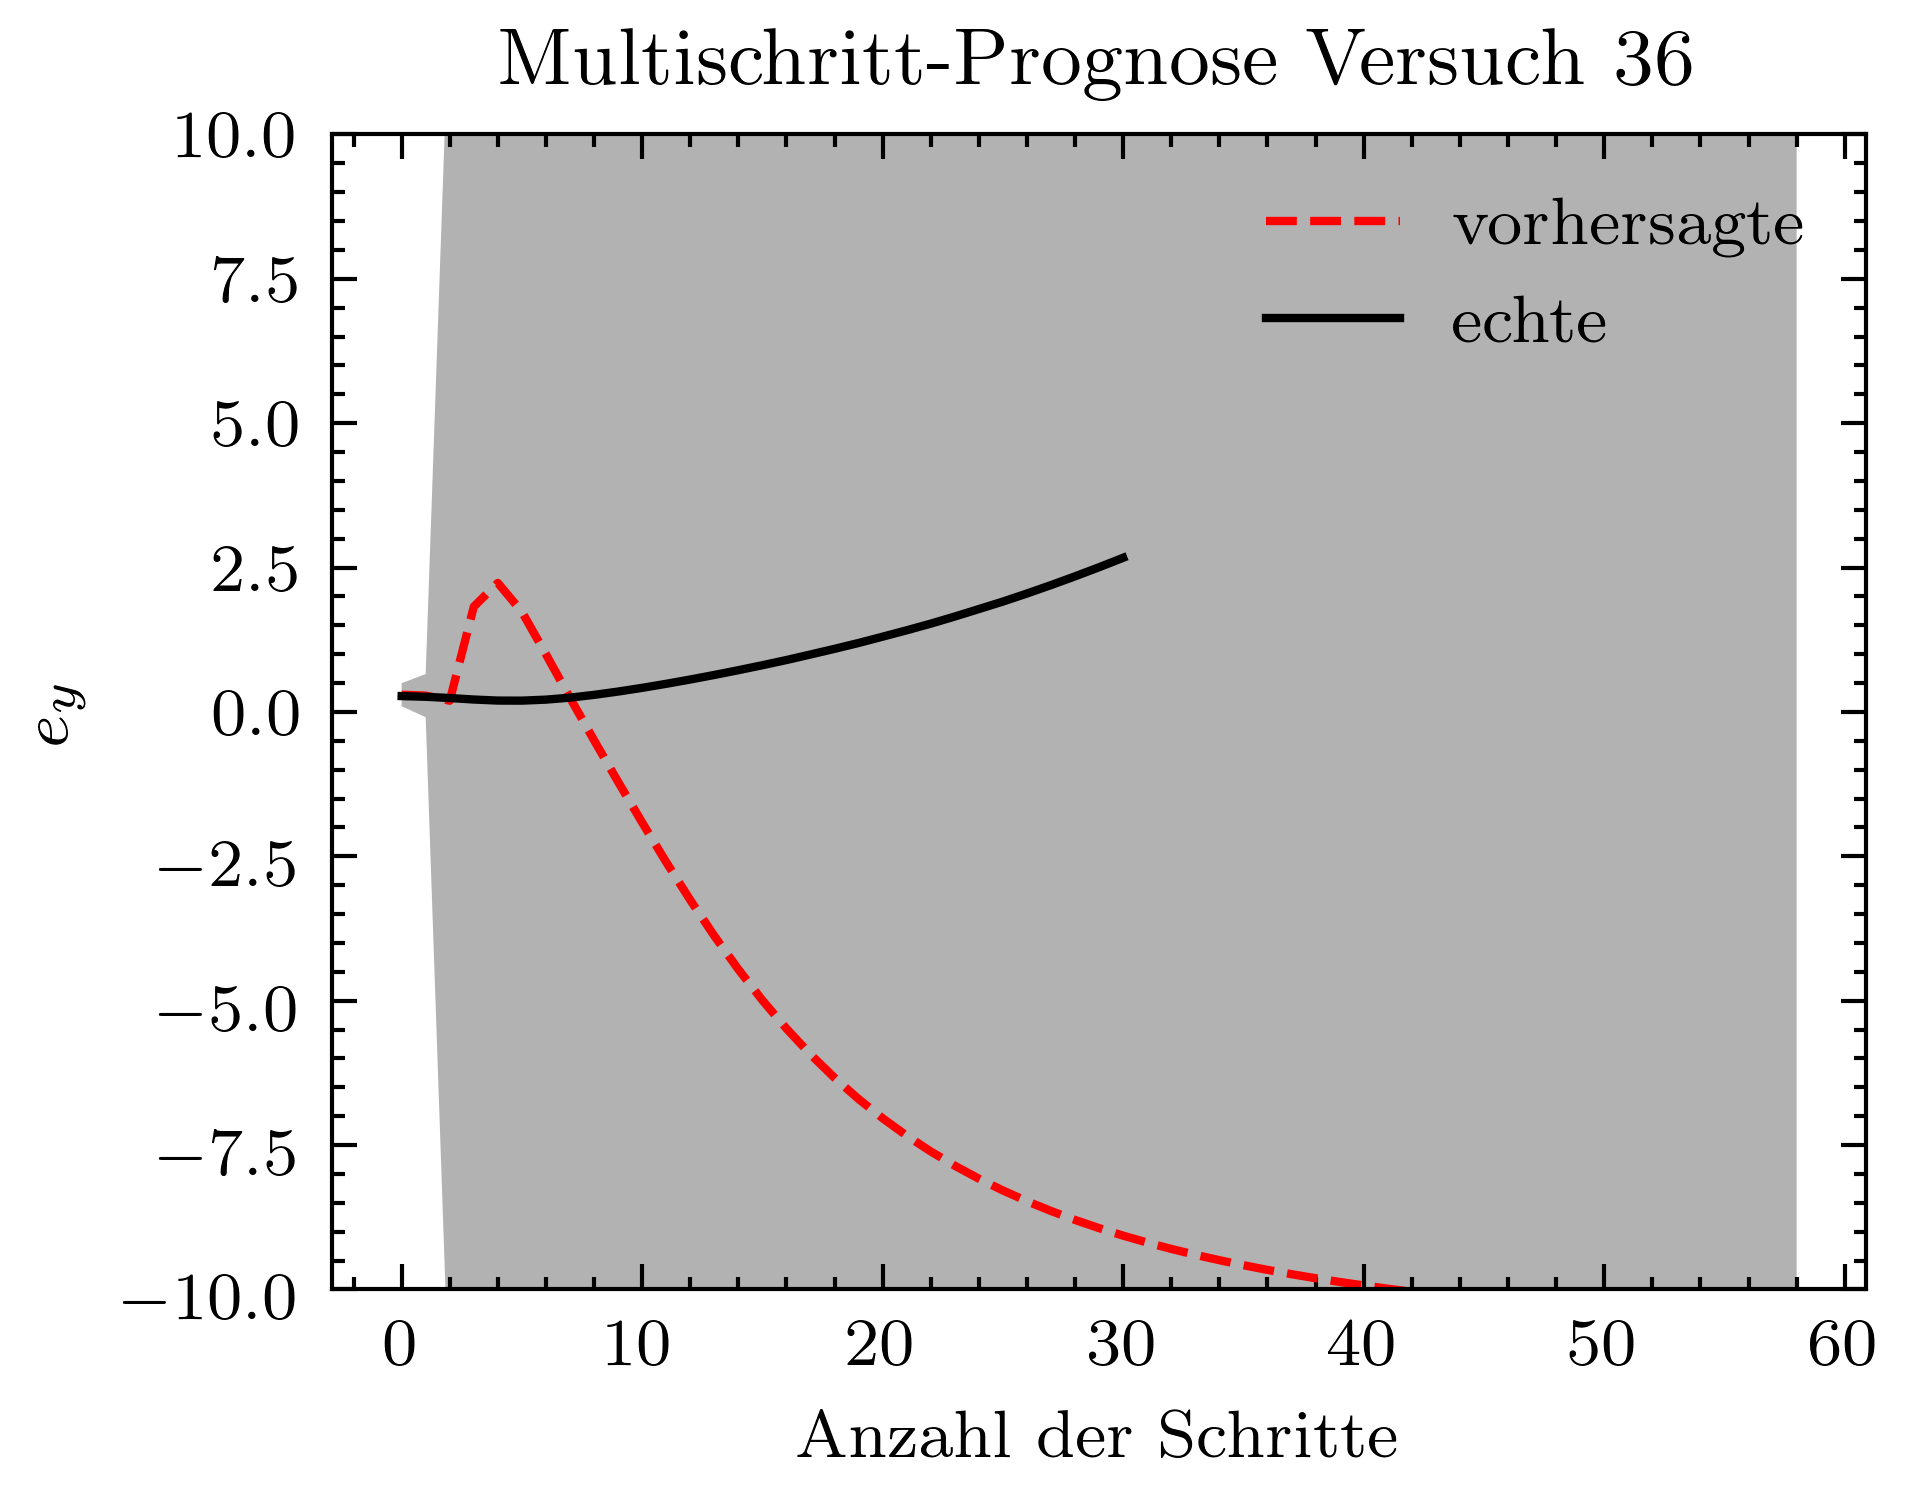 Multischritt-Prognose Versuch 36
10.0
7.5
5.0
2.5
0.0
−2.5
−5.0
−7.5
−10.0
e_y
vorhersagte
echte
0 10 20 30 40 50 60
Anzahl der Schritte